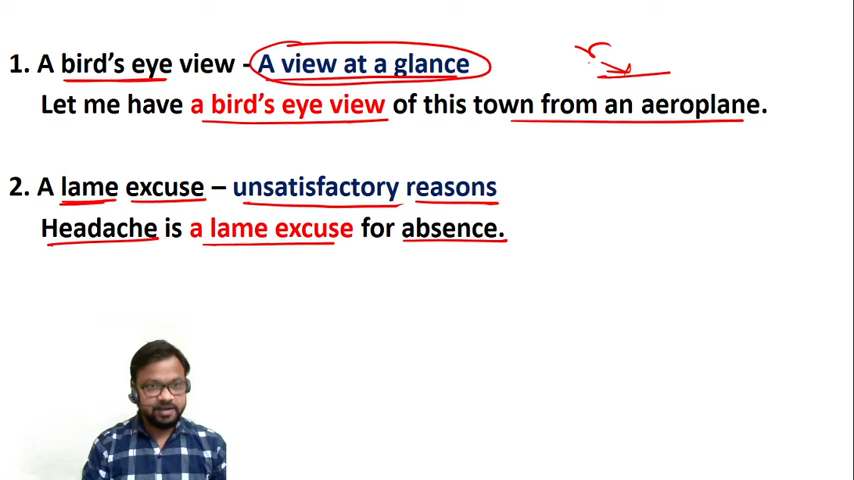 1. A bird's eye view - A view at a glance
Let me have a bird's eye view of this town from an aeroplane.
2. A lame excuse – unsatisfactory reasons
Headache is a lame excuse for absence.